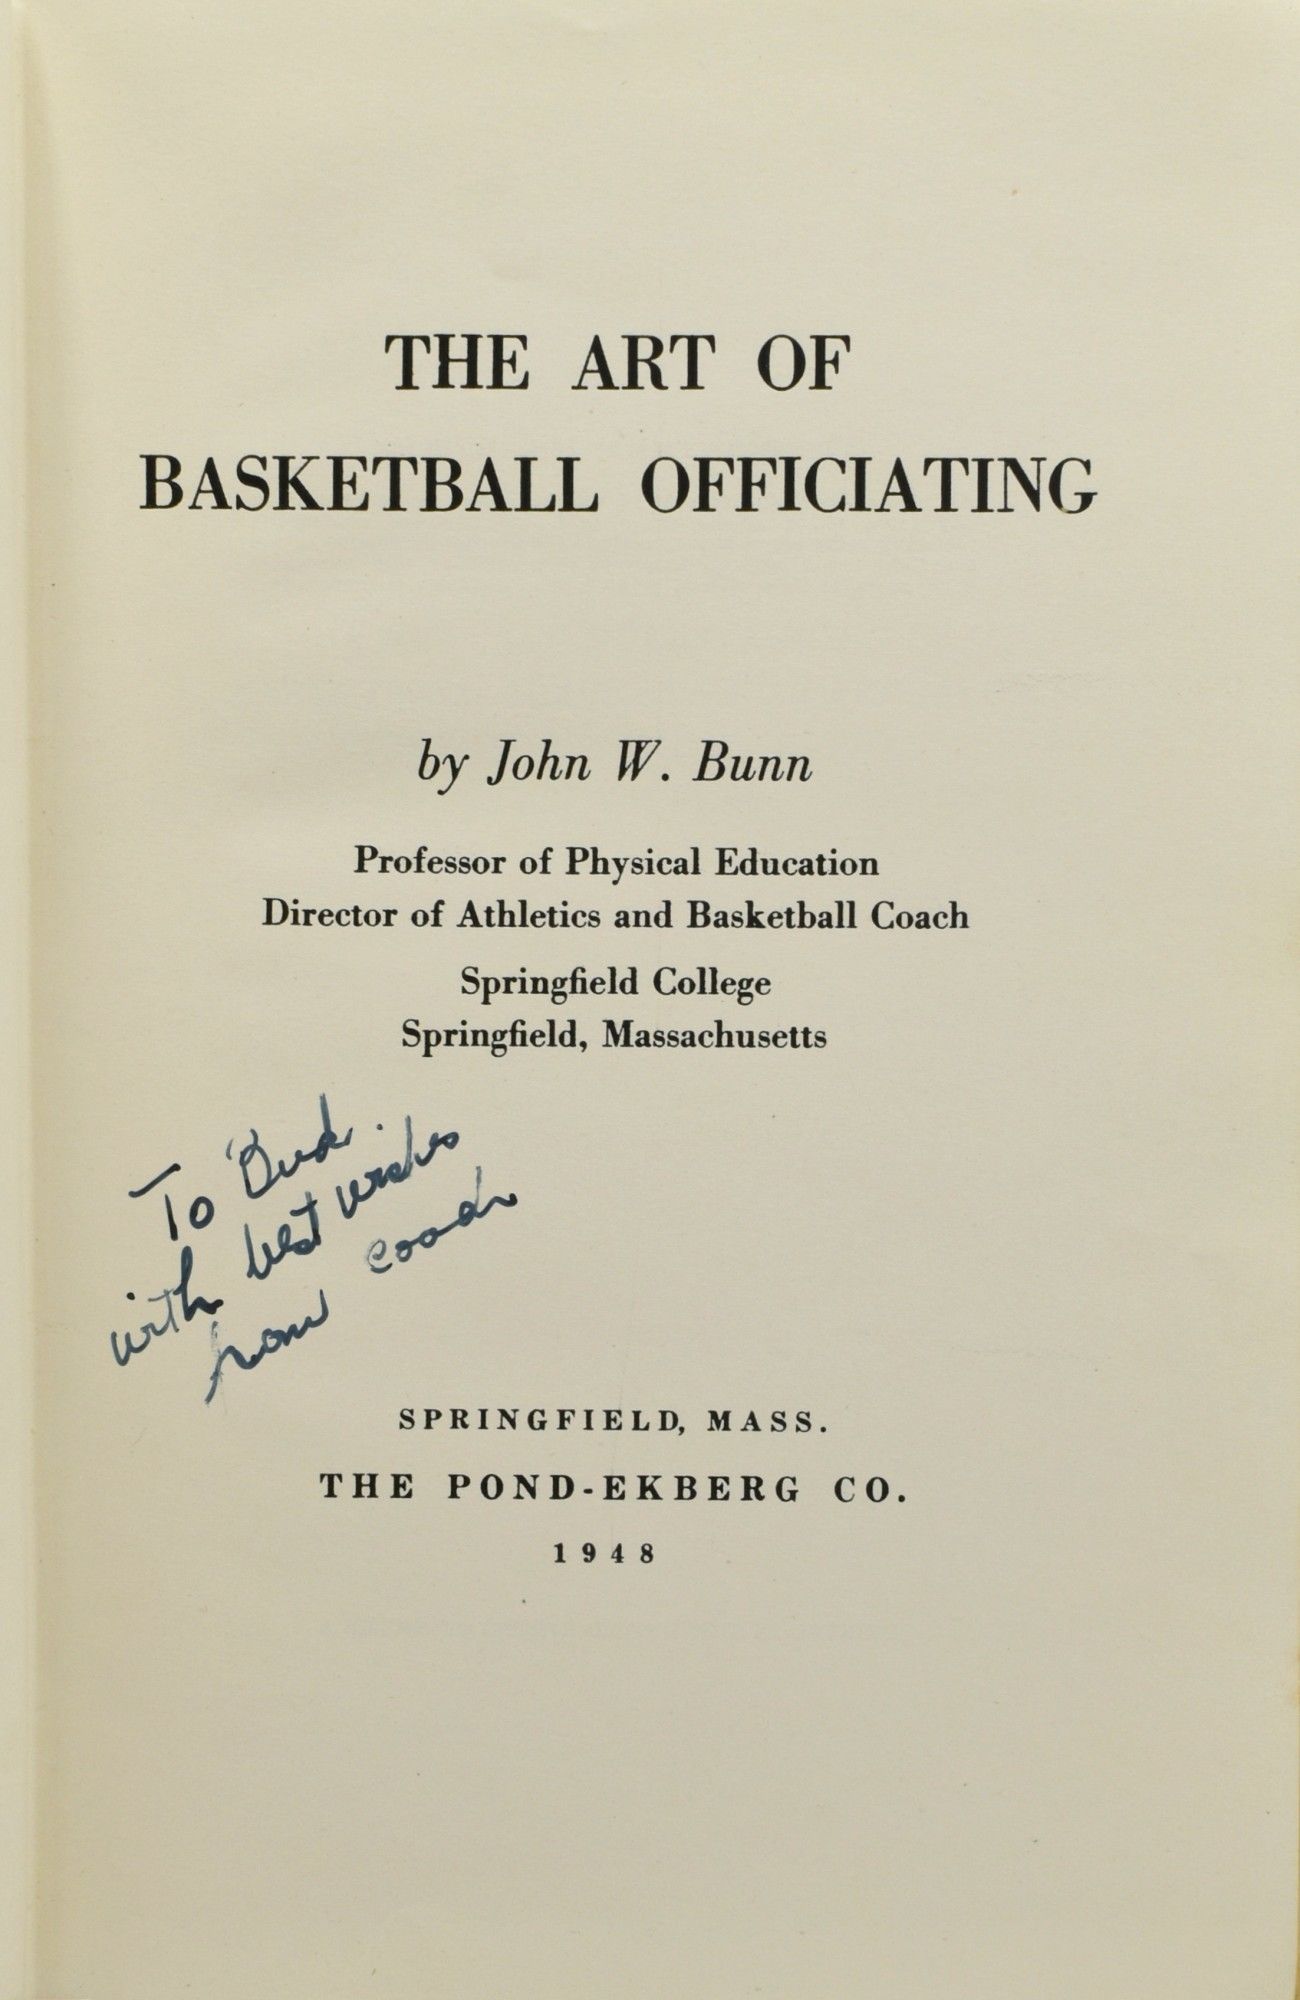 THE ART OF
BASKETBALL OFFICIATING
by John W. Bunn
Professor of Physical Education
Director of Athletics and Basketball Coach
Springfield College
Springfield, Massachusetts
To Bud.
with best wishes
from coach
SPRINGFIELD, MASS.
THE POND-EKBERG CO.
1948